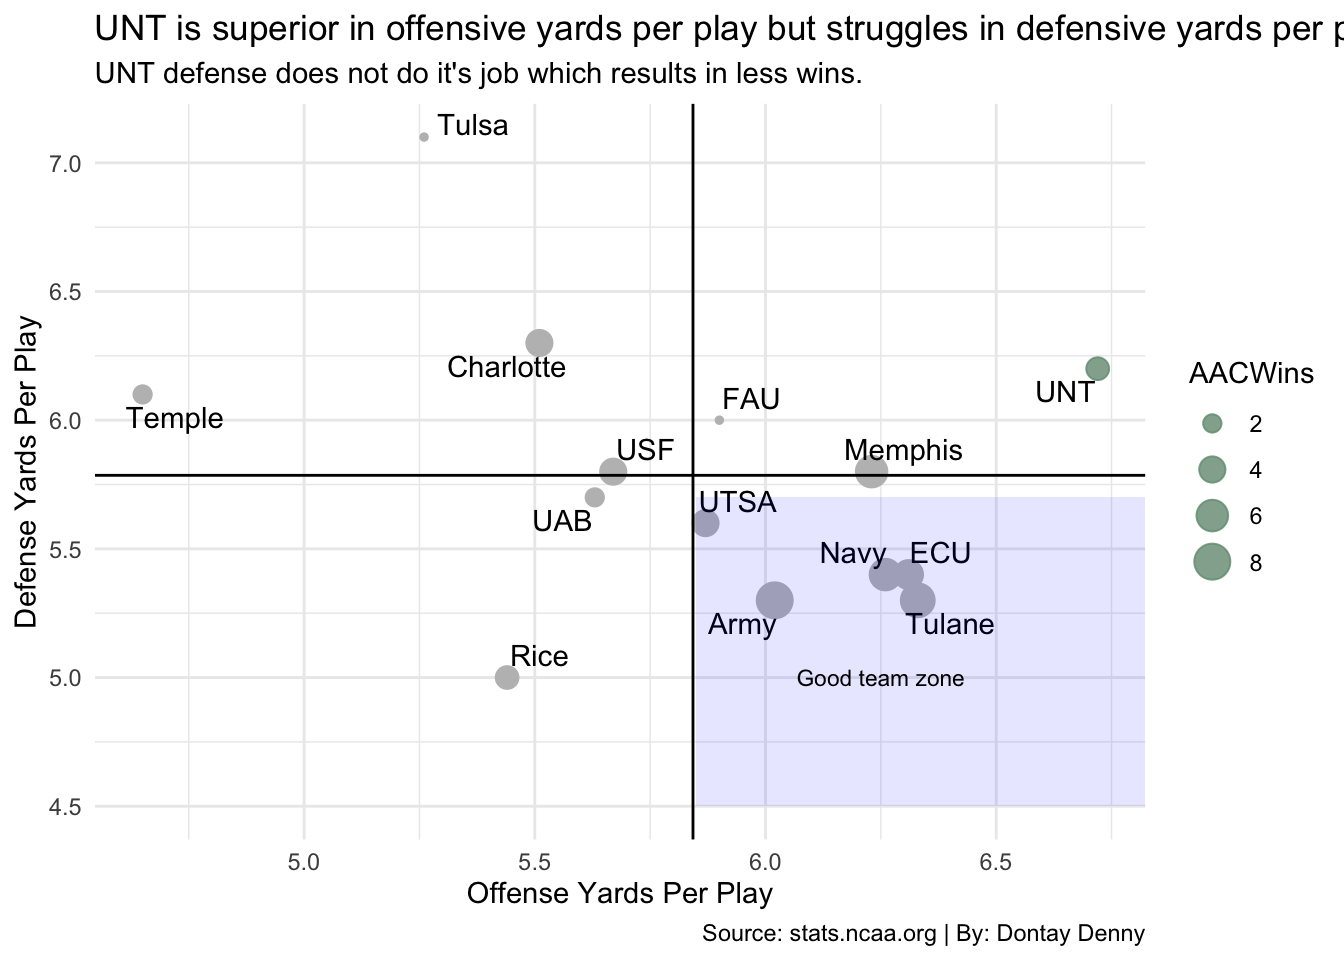 UNT is superior in offensive yards per play but struggles in defensive yards per p
UNT defense does not do it's job which results in less wins.
Tulsa
7.0
6.5
Charlotte
Temple
6.0
FAU
UNT
USF
Memphis
UAB
UTSA
5.5
Navy
ECU
Army
Tulane
Rice
5.0
Good team zone
4.5
Defense Yards Per Play
5.0
5.5
6.0
6.5
Offense Yards Per Play
AACWins
2
4
6
8
Source: stats.ncaa.org | By: Dontay Denny